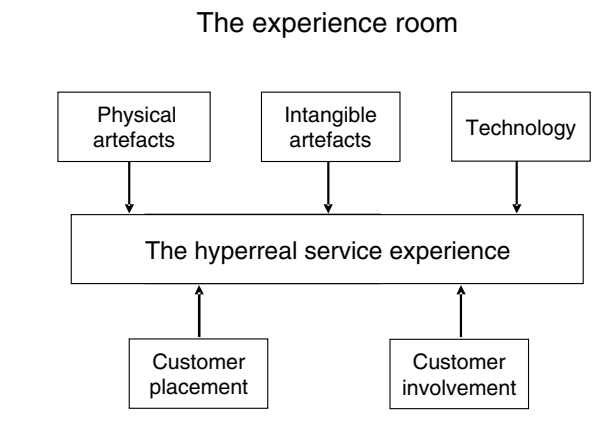 The experience room
Physical
artefacts
Intangible
artefacts
Technology
The hyperreal service experience
Customer
placement
Customer
involvement